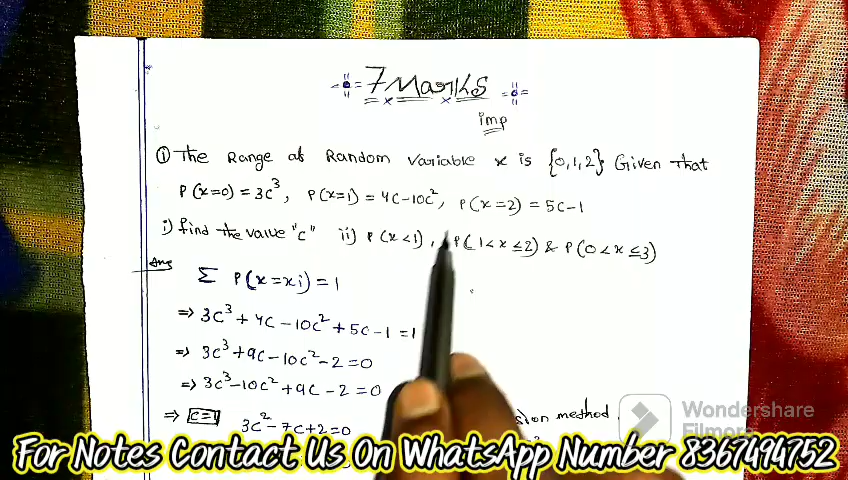 7 Marks
imp
① The Range of Random variable x is {0,1,2} Given that
P(x=0) = 3c³, P(x=1) = 4c-10c², P(x=2) = 5c-1
i) find the value "c" ii) P(x<1), P(1<x≤2) & P(0<x≤3)
Ans
Σ P(x=xi) = 1
⇒ 3c³ + 4c - 10c² + 5c - 1 = 1
⇒ 3c³ + 9c - 10c² - 2 = 0
⇒ 3c³ - 10c² + 9c - 2 = 0
⇒ c=1 method
3c² - 7c + 2 = 0
Wondershare
Filmora
For Notes Contact Us On WhatsApp Number 8367494752